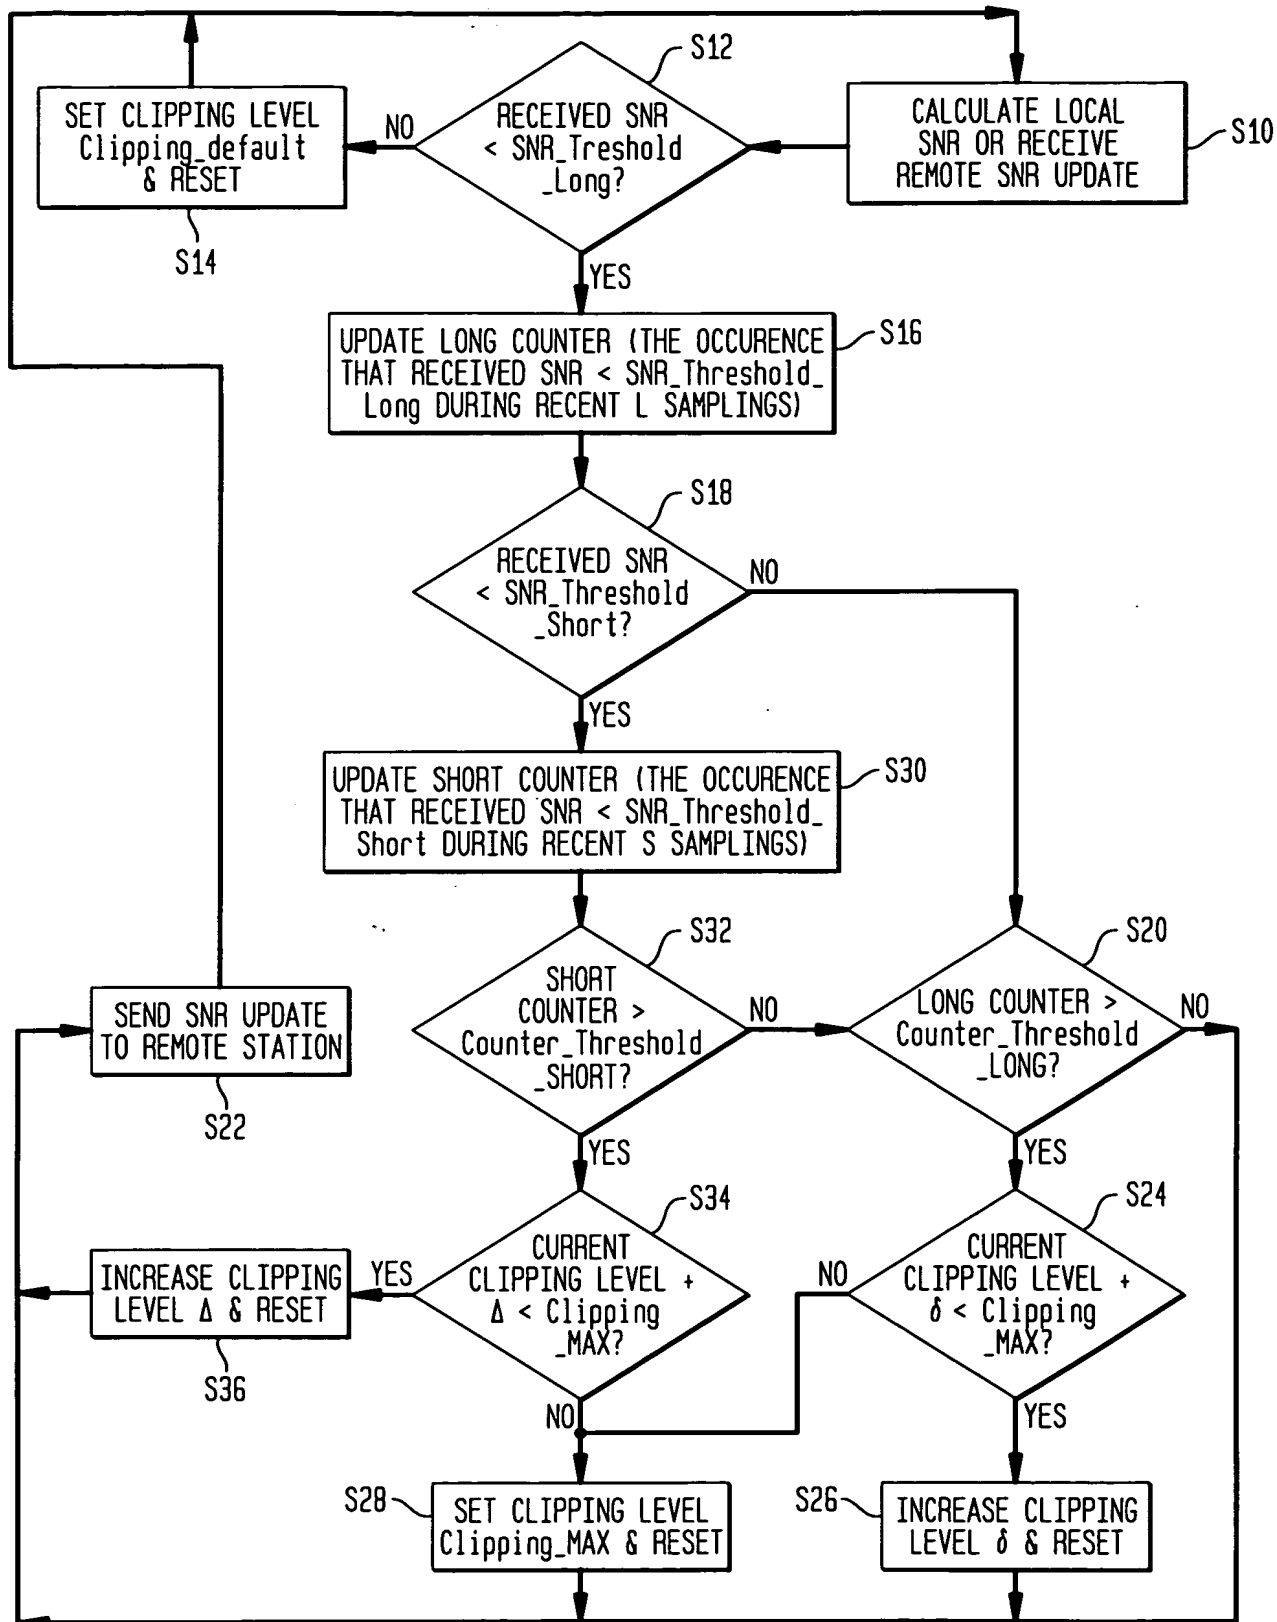 S12
SET CLIPPING LEVEL
Clipping_default
& RESET
S14
NO
RECEIVED SNR
< SNR_Treshold
_Long?
CALCULATE LOCAL
SNR OR RECEIVE
REMOTE SNR UPDATE
S10
YES
UPDATE LONG COUNTER (THE OCCURENCE
THAT RECEIVED SNR < SNR_Threshold_
Long DURING RECENT L SAMPLINGS)
S16
S18
RECEIVED SNR
< SNR_Threshold
_Short?
NO
YES
UPDATE SHORT COUNTER (THE OCCURENCE
THAT RECEIVED SNR < SNR_Threshold_
Short DURING RECENT S SAMPLINGS)
S30
S32
SHORT
COUNTER >
Counter_Threshold
_SHORT?
NO
S20
LONG COUNTER >
Counter_Threshold
_LONG?
NO
SEND SNR UPDATE
TO REMOTE STATION
S22
YES
YES
S34
CURRENT
CLIPPING LEVEL +
Δ < Clipping
_MAX?
YES
INCREASE CLIPPING
LEVEL Δ & RESET
S36
S24
CURRENT
CLIPPING LEVEL +
δ < Clipping
_MAX?
NO
NO
YES
S28
SET CLIPPING LEVEL
Clipping_MAX & RESET
S26
INCREASE CLIPPING
LEVEL δ & RESET